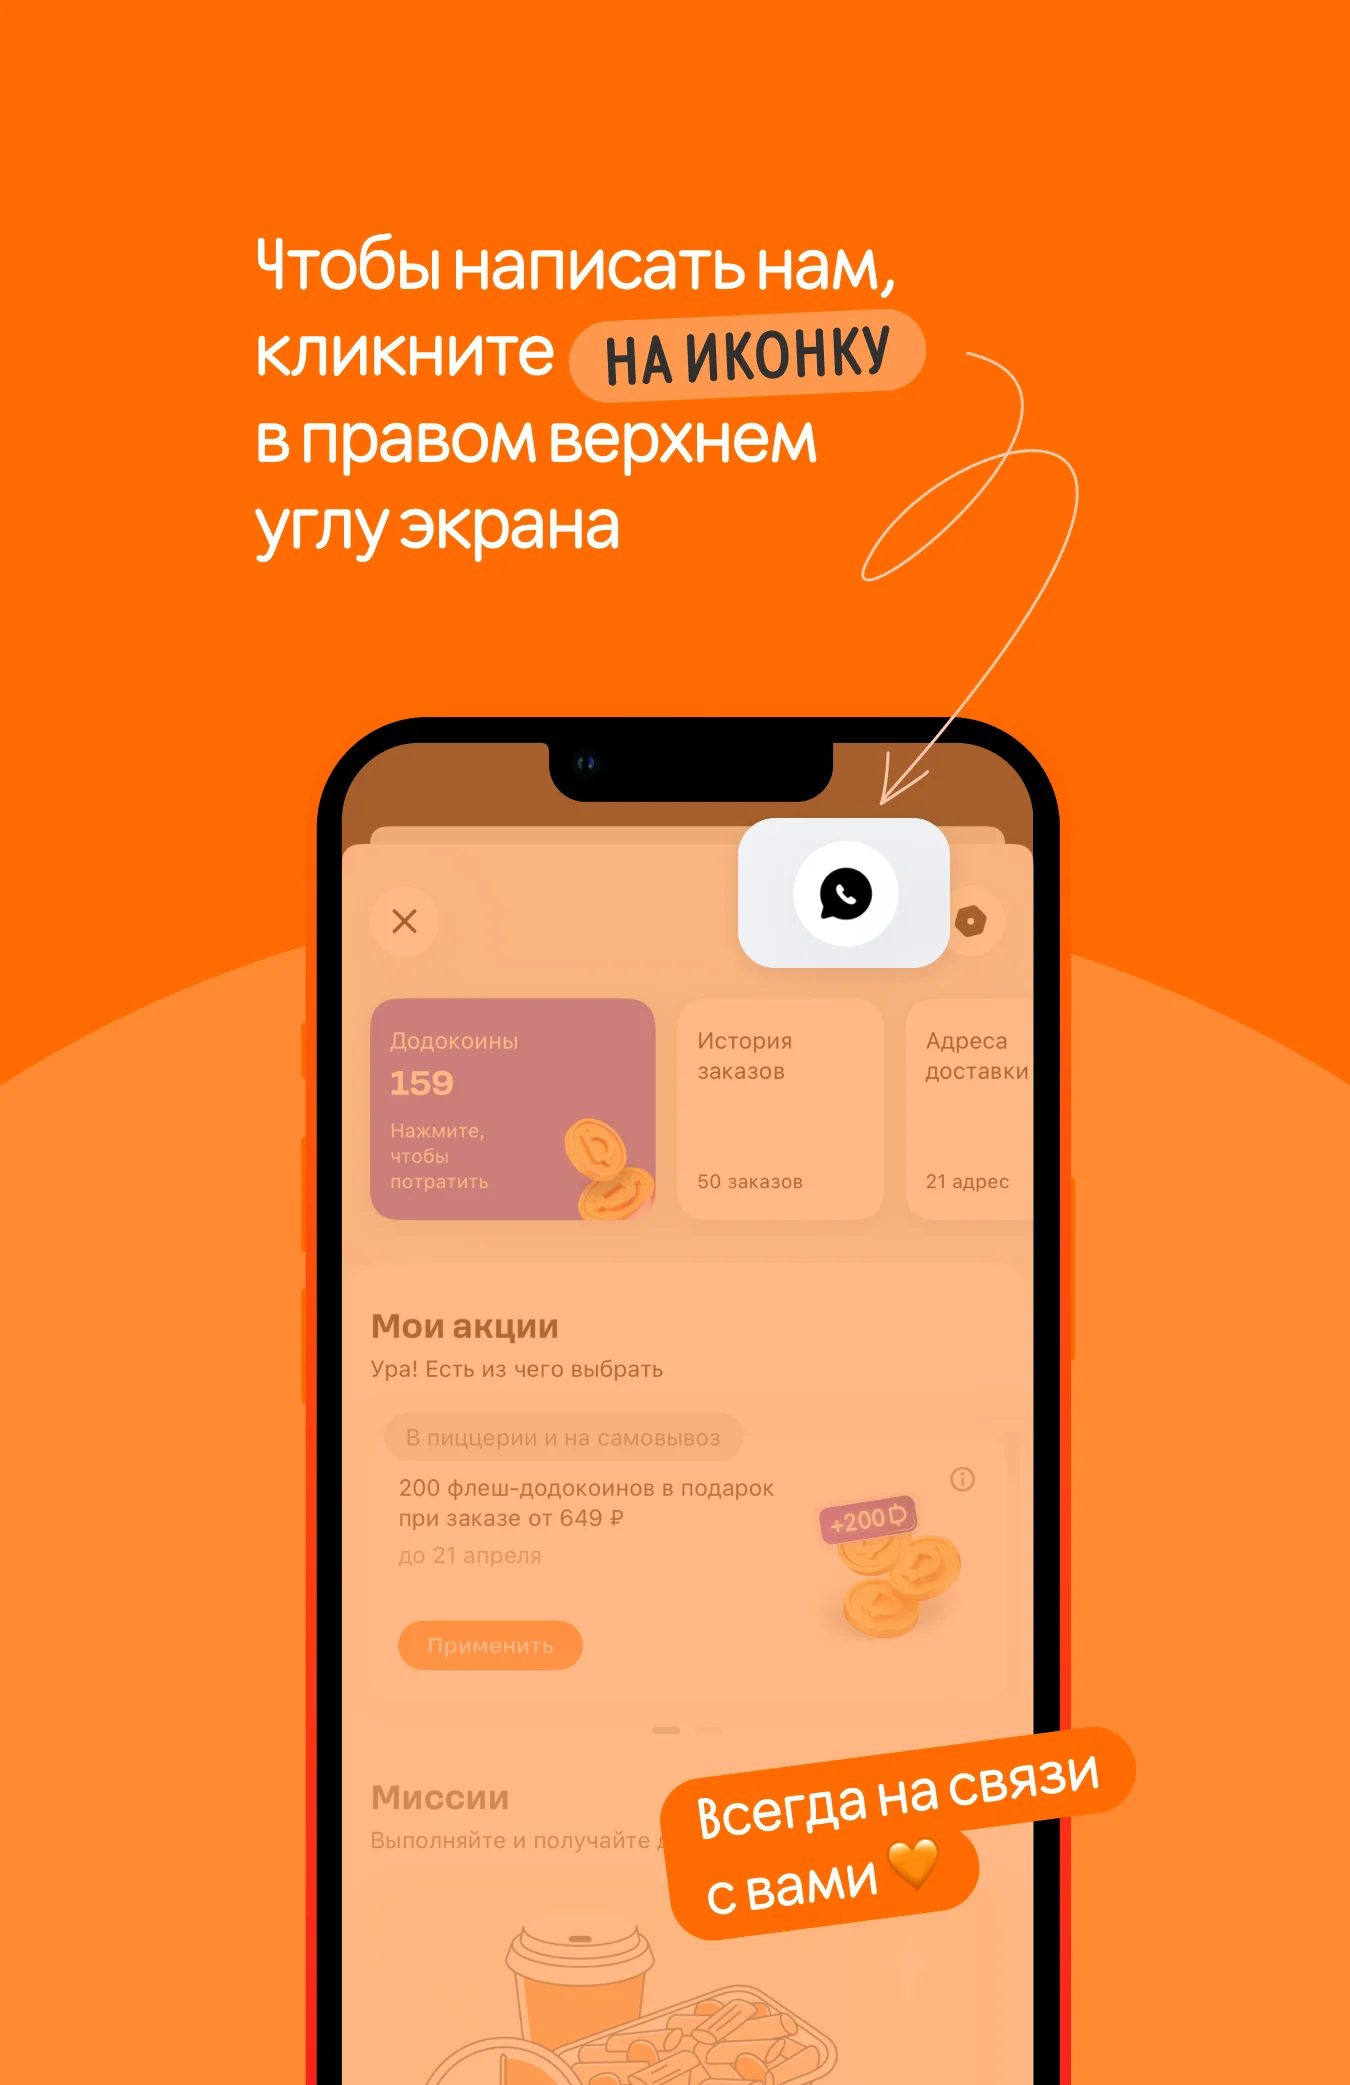 Чтобы написать нам,
кликните НА ИКОНКУ
в правом верхнем
углу экрана
Додокоины
159
Нажмите,
чтобы
потратить
История
заказов
50 заказов
Адреса
доставки
21 адрес
Мои акции
Ура! Есть из чего выбрать
В пиццерии и на самовывоз
200 флеш-додокоинов в подарок
при заказе от 649 ₽
до 21 апреля
+200
Применить
Миссии
Выполняйте и получайте
Всегда на связи
с вами 🧡